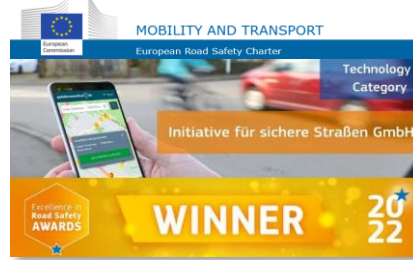 European
Commission
MOBILITY AND TRANSPORT
European Road Safety Charter
Technology
Category
Initiative für sichere Straßen GmbH
Excellence in
Road Safety
AWARDS
WINNER
20
22